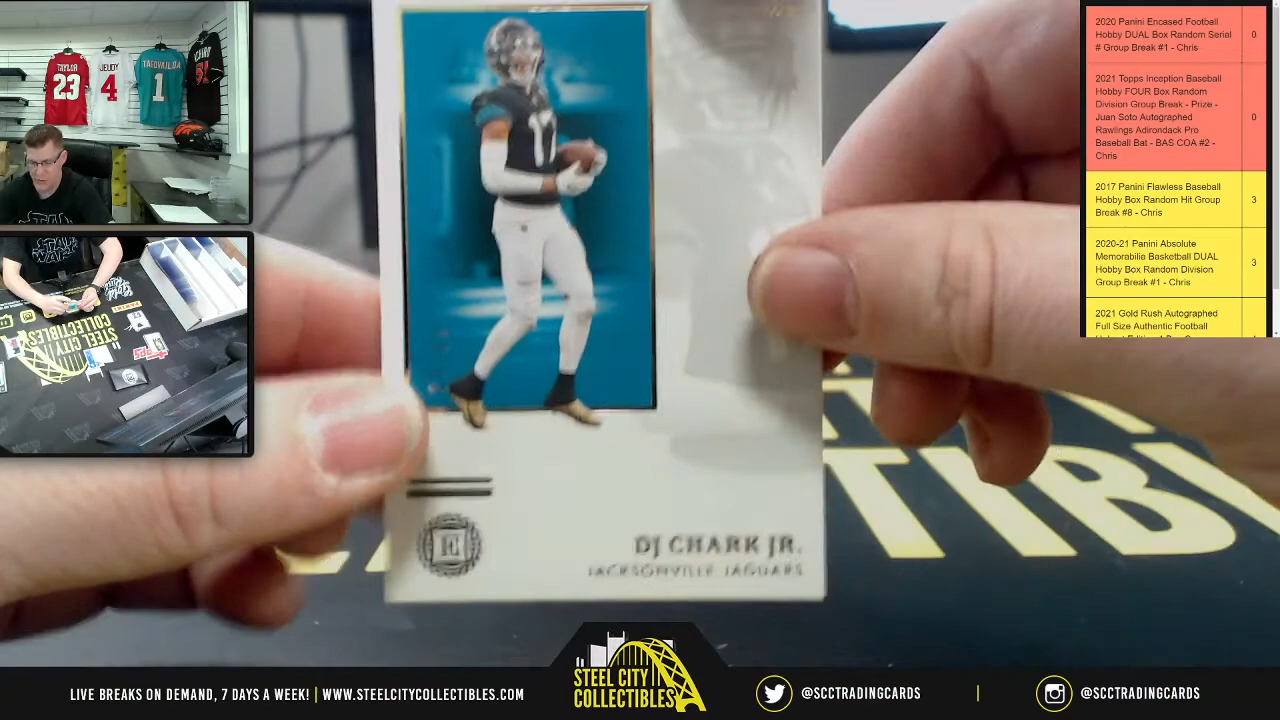 TAYLOR
23
JEUDY
4
TAGOVAILOA
1
ICHIRO
51
STAR
WARS
STEEL CITY
COLLECTIBLES
17
E
DJ CHARK JR.
JACKSONVILLE JAGUARS
2020 Panini Encased Football
Hobby DUAL Box Random Serial
# Group Break #1 - Chris
0
2021 Topps Inception Baseball
Hobby FOUR Box Random
Division Group Break - Prize -
Juan Soto Autographed
Rawlings Adirondack Pro
Baseball Bat - BAS COA #2 -
Chris
0
2017 Panini Flawless Baseball
Hobby Box Random Hit Group
Break #8 - Chris
3
2020-21 Panini Absolute
Memorabilia Basketball DUAL
Hobby Box Random Division
Group Break #1 - Chris
3
2021 Gold Rush Autographed
Full Size Authentic Football
LIVE BREAKS ON DEMAND, 7 DAYS A WEEK! | WWW.STEELCITYCOLLECTIBLES.COM
STEEL CITY
COLLECTIBLES
@SCCTRADINGCARDS
@SCCTRADINGCARDS